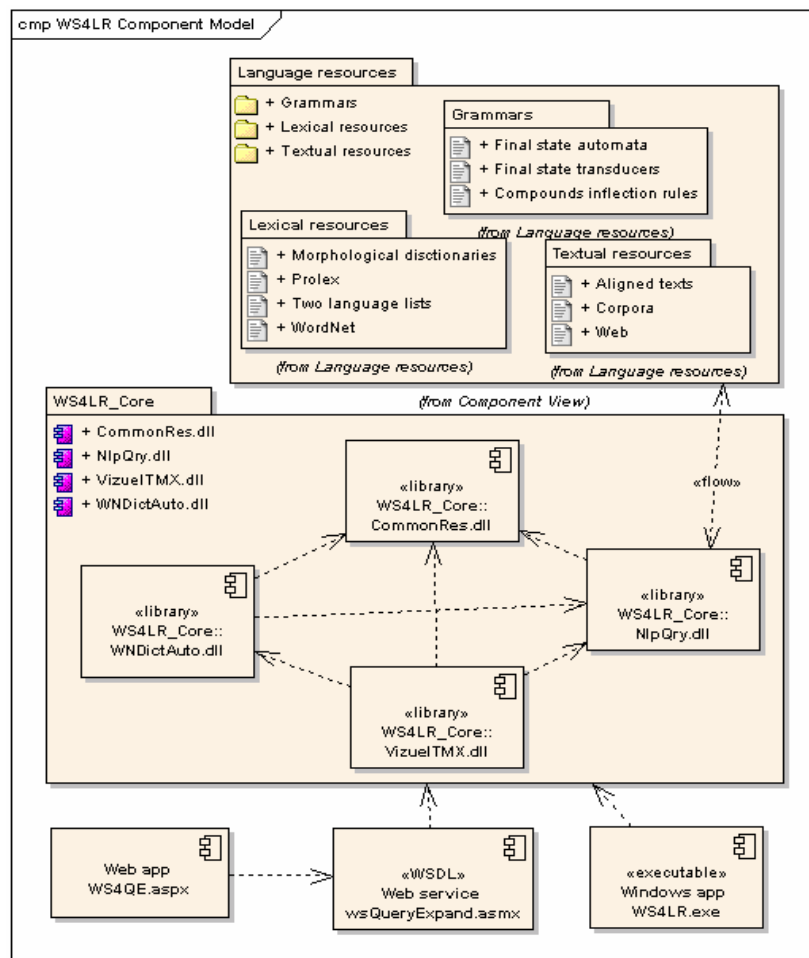 cmp WS4LR Component Model
Language resources
+ Grammars
+ Lexical resources
+ Textual resources
Grammars
+ Final state automata
+ Final state transducers
+ Compounds inflection rules
(from Language resources)
Lexical resources
+ Morphological disctionaries
+ Prolex
+ Two language lists
+ WordNet
(from Language resources)
Textual resources
+ Aligned texts
+ Corpora
+ Web
(from Language resources)
(from Component View)
WS4LR_Core
+ CommonRes.dll
+ NlpQry.dll
+ VizuelTMX.dll
+ WNDictAuto.dll
«library»
WS4LR_Core::
CommonRes.dll
«flow»
«library»
WS4LR_Core::
WNDictAuto.dll
«library»
WS4LR_Core::
NlpQry.dll
«library»
WS4LR_Core::
VizuelTMX.dll
Web app
WS4QE.aspx
«WSDL»
Web service
wsQueryExpand.asmx
«executable»
Windows app
WS4LR.exe